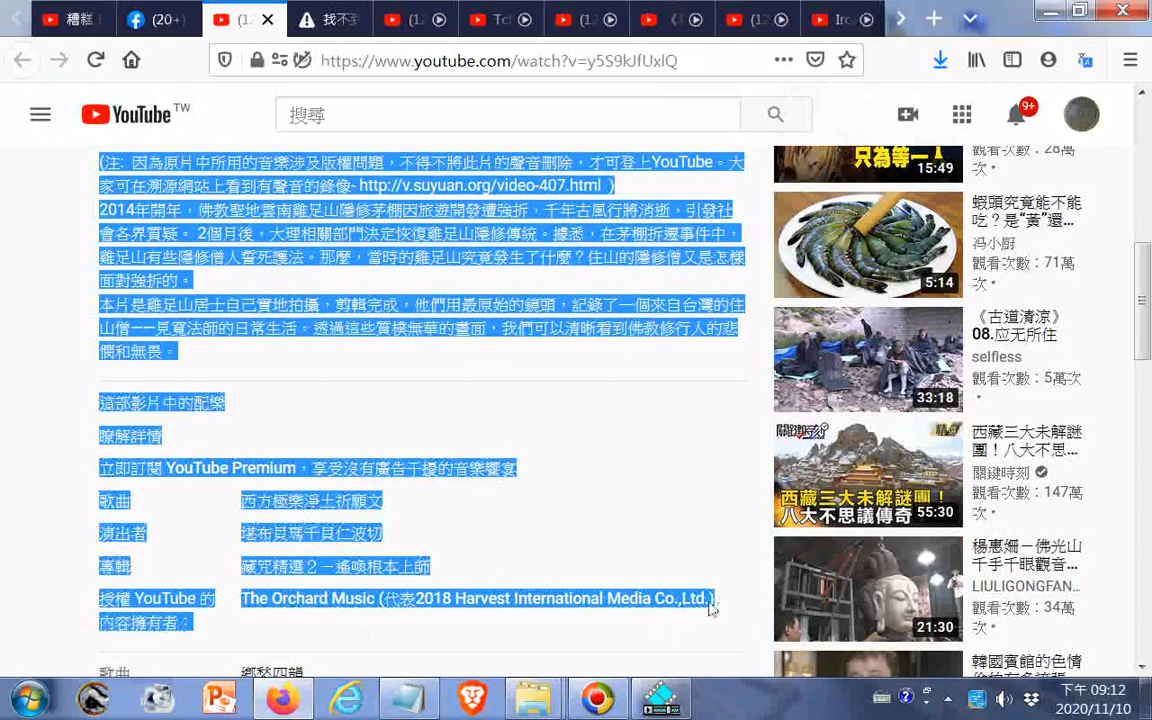 糟糕！
(20+)
(1
找不到
(12
Tcl
(12
《
(12
Iro
https://www.youtube.com/watch?v=y5S9kJfUxlQ
YouTube TW
搜尋
9+
(注: 因為原片中所用的音樂涉及版權問題，不得不將此片的聲音刪除，才可登上YouTube。大
家可在溯源網站上看到有聲音的錄像- http://v.suyuan.org/video-407.html )
2014年開年，佛教聖地雲南雞足山隱修茅棚因旅遊開發遭強拆，千年古風行將消逝，引發社
會各界質疑。 2個月後，大理相關部門決定恢復雞足山隱修傳統。據悉，在茅棚拆遷事件中，
雞足山有些隱修僧人誓死護法。那麼，當時的雞足山究竟發生了什麼？住山的隱修僧又是怎樣
面對強拆的。
本片是雞足山居士自己實地拍攝，剪輯完成，他們用最原始的鏡頭，記錄了一個來自台灣的住
山僧——見寬法師的日常生活。透過這些質樸無華的畫面，我們可以清晰看到佛教修行人的悲
憫和無畏。
這部影片中的配樂
瞭解詳情
立即訂閱 YouTube Premium，享受沒有廣告干擾的音樂饗宴
歌曲 西方極樂淨土祈願文
演出者 堪布貝瑪千貝仁波切
專輯 藏咒精選２－遙喚根本上師
授權 YouTube 的 The Orchard Music (代表2018 Harvest International Media Co.,Ltd.)
內容擁有者。
歌曲 鄉愁四韻
只為等一人
15:49
觀看次數：28萬
次・
5:14
蝦頭究竟能不能
吃？是“黃”還...
冯小厨
觀看次數：71萬
次・
33:18
《古道清涼》
08.应无所住
selfless
觀看次數：5萬次
・
關鍵時刻
精彩
西藏三大未解謎團！
八大不思議傳奇
55:30
西藏三大未解謎
團！八大不思...
關鍵時刻
觀看次數：147萬
次・
21:30
楊惠姍－佛光山
千手千眼觀音...
LIULIGONGFAN...
觀看次數：34萬
次・
韓國賓館的色情
下午 09:12
2020/11/10